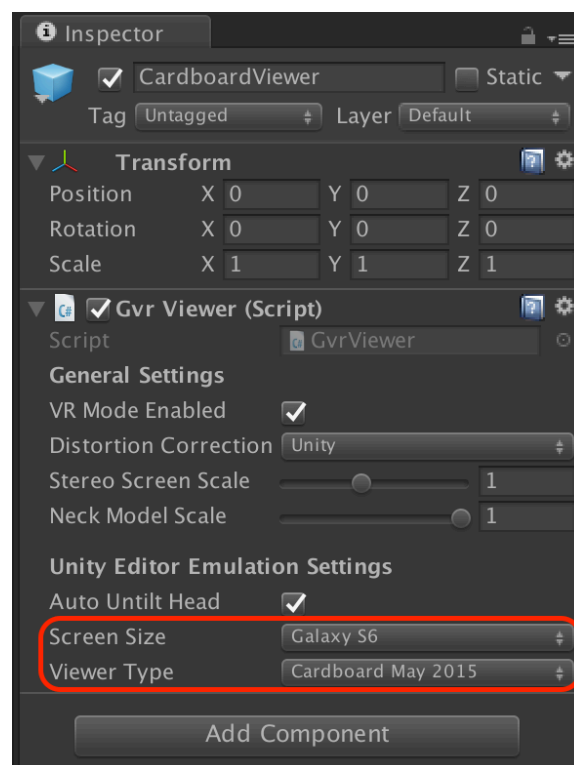 Inspector
CardboardViewer Static
Tag Untagged Layer Default
Transform
Position X 0 Y 0 Z 0
Rotation X 0 Y 0 Z 0
Scale X 1 Y 1 Z 1
C# Gvr Viewer (Script)
Script GvrViewer
General Settings
VR Mode Enabled
Distortion Correction Unity
Stereo Screen Scale 1
Neck Model Scale 1
Unity Editor Emulation Settings
Auto Untilt Head
Screen Size Galaxy S6
Viewer Type Cardboard May 2015
Add Component